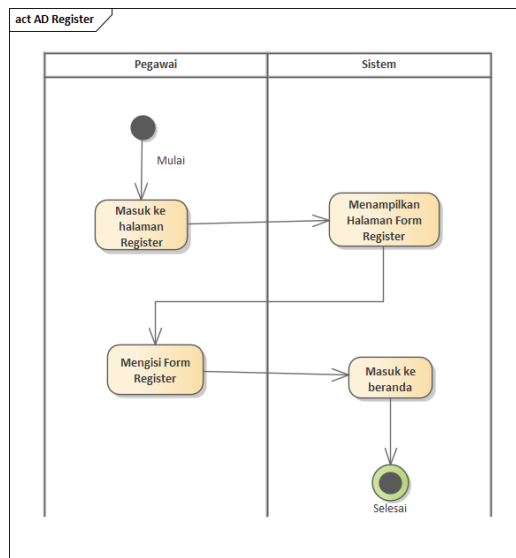 act AD Register
Pegawai
Sistem
Mulai
Masuk ke
halaman
Register
Menampilkan
Halaman Form
Register
Mengisi Form
Register
Masuk ke
beranda
Selesai